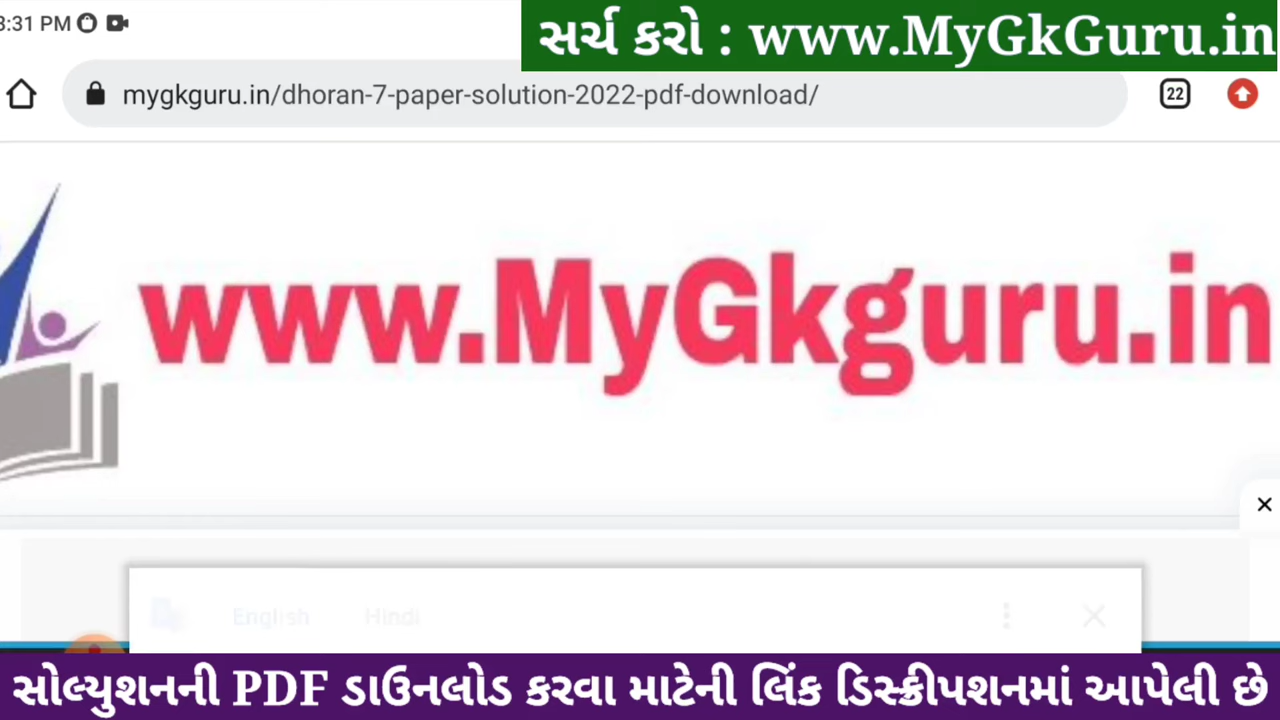 3:31 PM
સર્ચ કરો : www.MyGkGuru.in
mygkguru.in/dhoran-7-paper-solution-2022-pdf-download/
22
www.MyGkguru.in
English Hindi
સોલ્યુશનની PDF ડાઉનલોડ કરવા માટેની લિંક ડિસ્ક્રીપશનમાં આપેલી છે